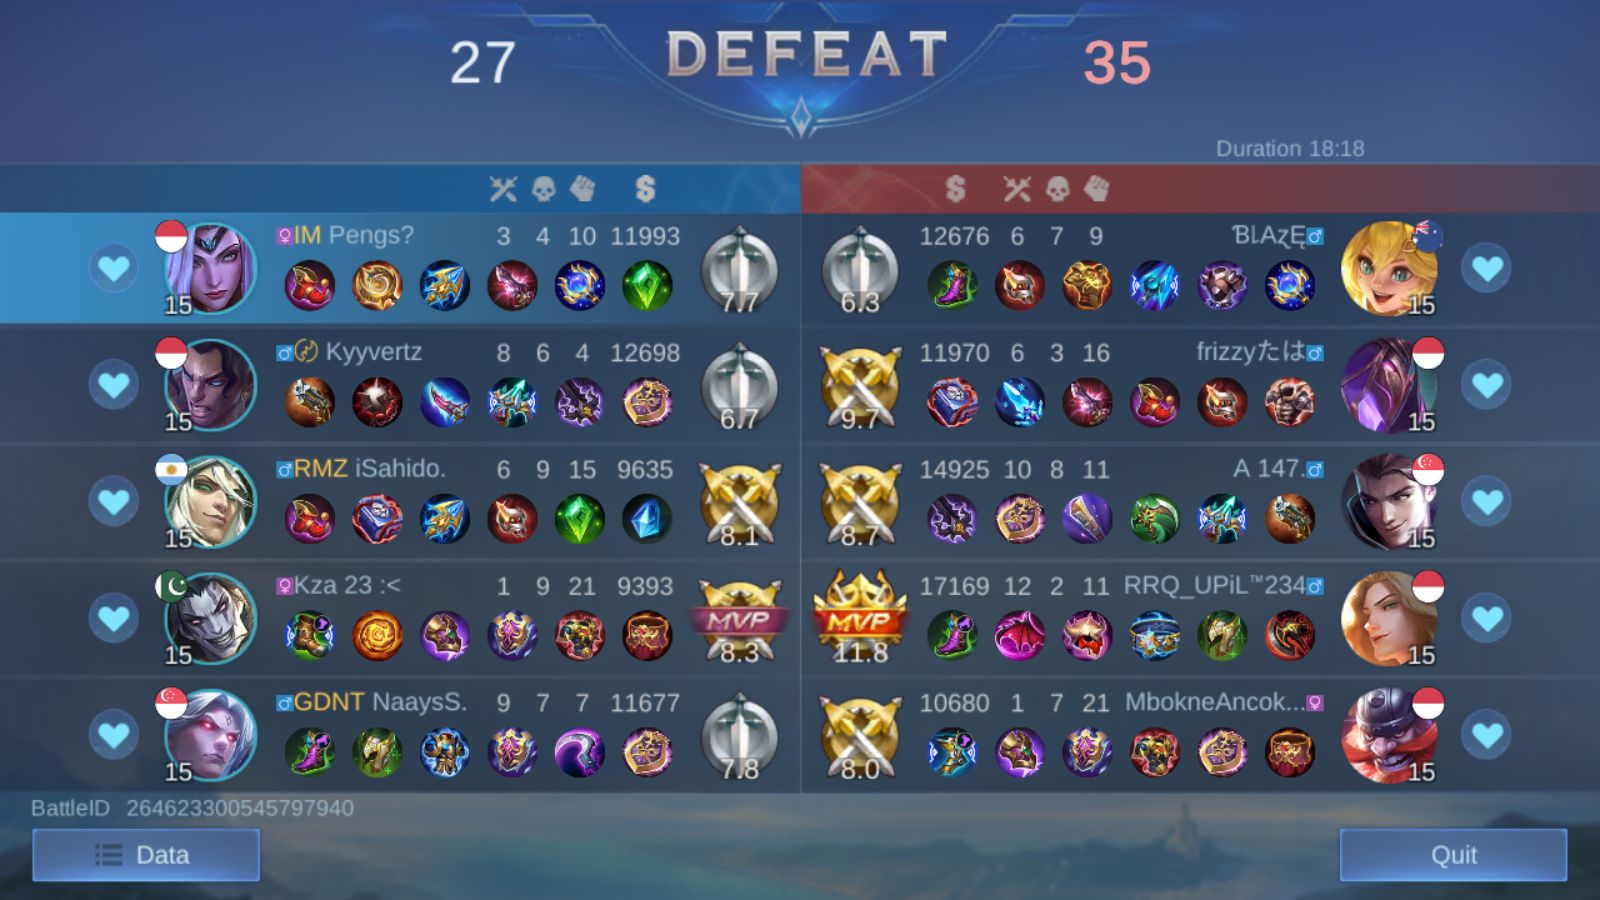 27 DEFEAT 35
Duration 18:18
IM Pengs? 3 4 10 11993
15 7.7
12676 6 7 9 ƁŁAⱿĘ
6.3 15
Kyyvertz 8 6 4 12698
15 6.7
11970 6 3 16 frizzyたは
9.7 15
RMZ iSahido. 6 9 15 9635
15 8.1
14925 10 8 11 A 147.
8.7 15
Kza 23 :< 1 9 21 9393
15 MVP 8.3
17169 12 2 11 RRQ_UPiL™234
MVP 11.8 15
GDNT NaaysS. 9 7 7 11677
15 7.8
10680 1 7 21 MbokneAncok...
8.0 15
BattleID 264623300545797940
Data
Quit